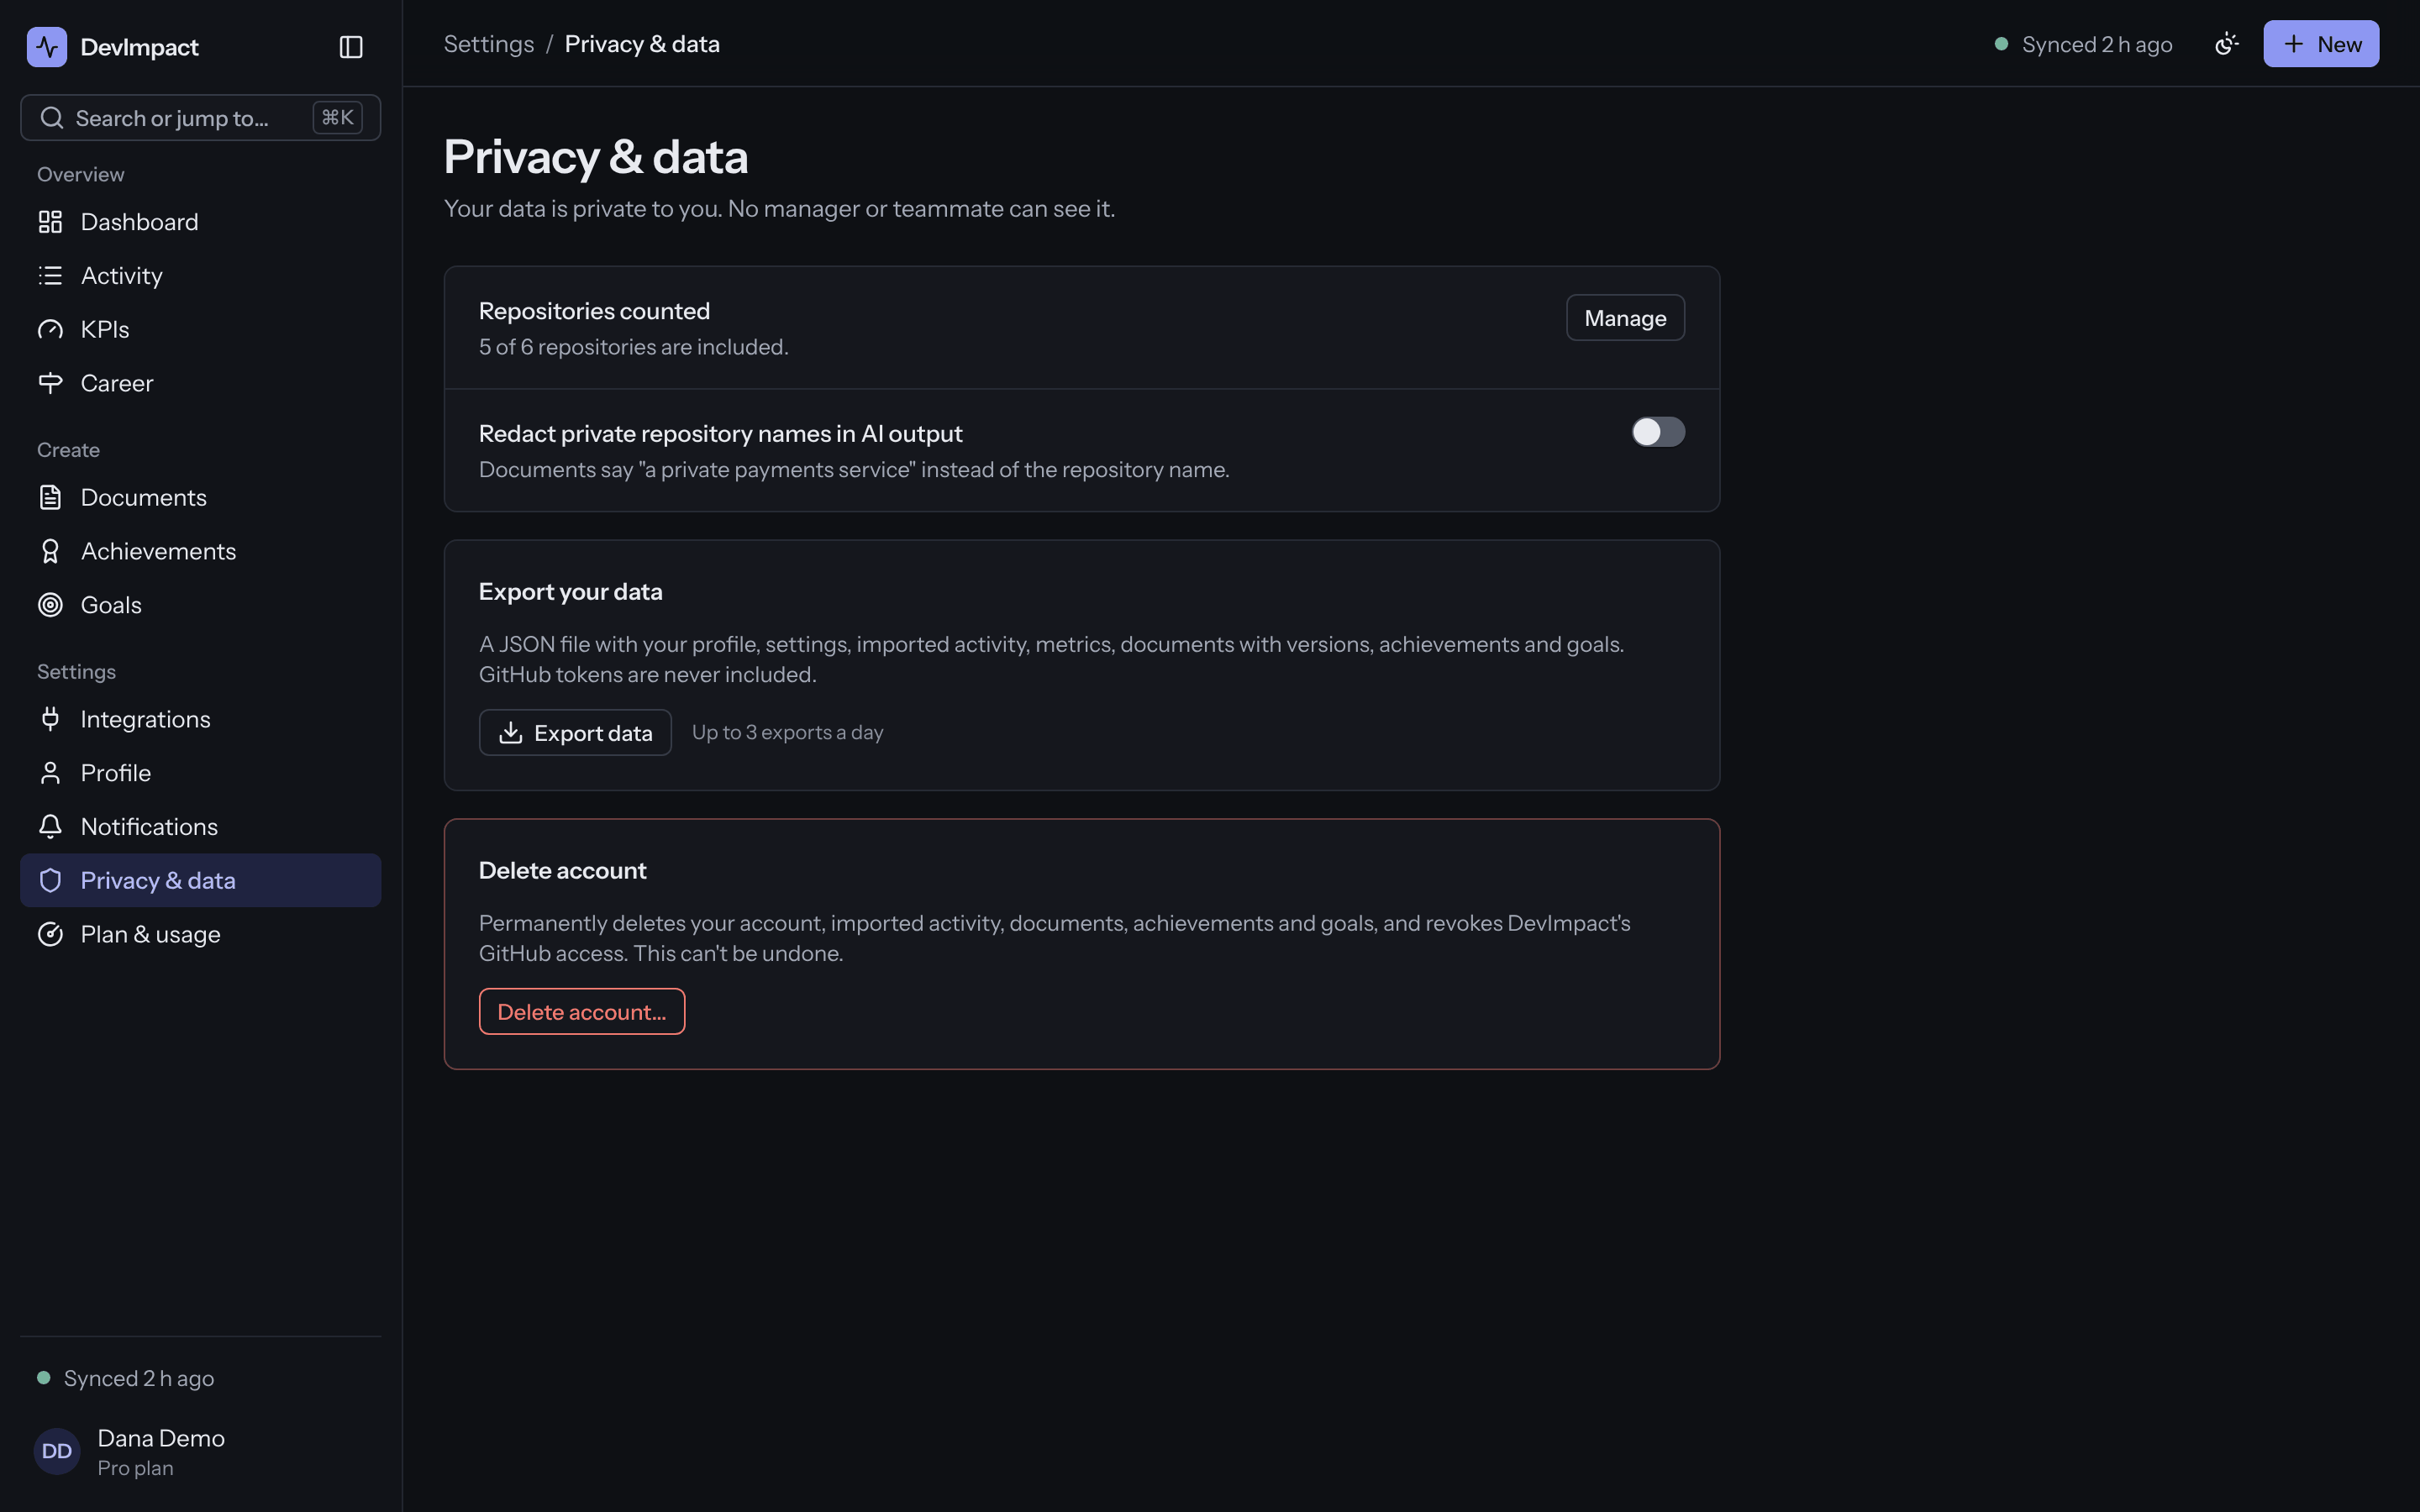 DevImpact
Search or jump to... ⌘K
Overview
Dashboard
Activity
KPIs
Career
Create
Documents
Achievements
Goals
Settings
Integrations
Profile
Notifications
Privacy & data
Plan & usage
Synced 2 h ago
DD
Dana Demo
Pro plan
Settings / Privacy & data
Synced 2 h ago
New
Privacy & data
Your data is private to you. No manager or teammate can see it.
Repositories counted
5 of 6 repositories are included.
Manage
Redact private repository names in AI output
Documents say "a private payments service" instead of the repository name.
Export your data
A JSON file with your profile, settings, imported activity, metrics, documents with versions, achievements and goals.
GitHub tokens are never included.
Export data
Up to 3 exports a day
Delete account
Permanently deletes your account, imported activity, documents, achievements and goals, and revokes DevImpact's
GitHub access. This can't be undone.
Delete account...